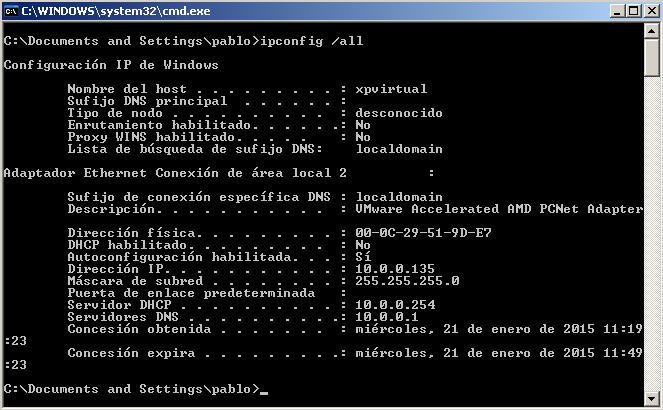 C:\WINDOWS\system32\cmd.exe
C:\Documents and Settings\pablo>ipconfig /all
Configuración IP de Windows
Nombre del host . . . . . . . . . : xpvirtual
Sufijo DNS principal  . . . . . . :
Tipo de nodo . . . . . . . . . . . : desconocido
Enrutamiento habilitado. . . . . .: No
Proxy WINS habilitado. . . . .    : No
Lista de búsqueda de sufijo DNS:    localdomain
Adaptador Ethernet Conexión de área local 2          :
Sufijo de conexión específica DNS : localdomain
Descripción. . . . . . . . . . .  : VMware Accelerated AMD PCNet Adapter
Dirección física. . . . . . . . . : 00-0C-29-51-9D-E7
DHCP habilitado. . . . . . . . .  : No
Autoconfiguración habilitada. . . : Sí
Dirección IP. . . . . . . . . . . : 10.0.0.135
Máscara de subred . . . . . . . . : 255.255.255.0
Puerta de enlace predeterminada   :
Servidor DHCP . . . . . . . . . . : 10.0.0.254
Servidores DNS . . . . . . . . . .: 10.0.0.1
Concesión obtenida . . . . . . .  : miércoles, 21 de enero de 2015 11:19
:23
Concesión expira . . . . . . . . .: miércoles, 21 de enero de 2015 11:49
:23
C:\Documents and Settings\pablo>_